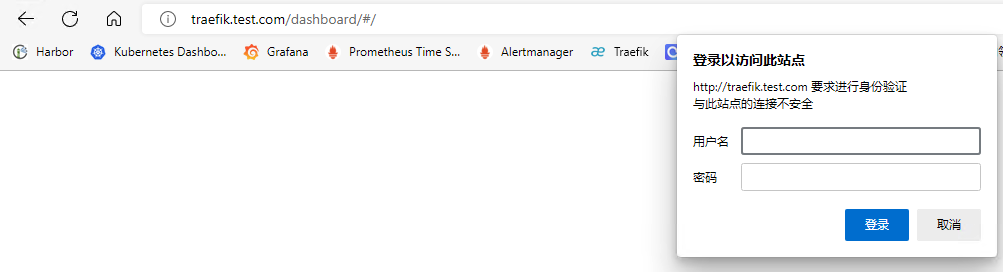 traefik.test.com/dashboard/#/
Harbor Kubernetes Dashbo... Grafana Prometheus Time S... Alertmanager Traefik
登录以访问此站点
http://traefik.test.com 要求进行身份验证
与此站点的连接不安全
用户名
密码
登录 取消